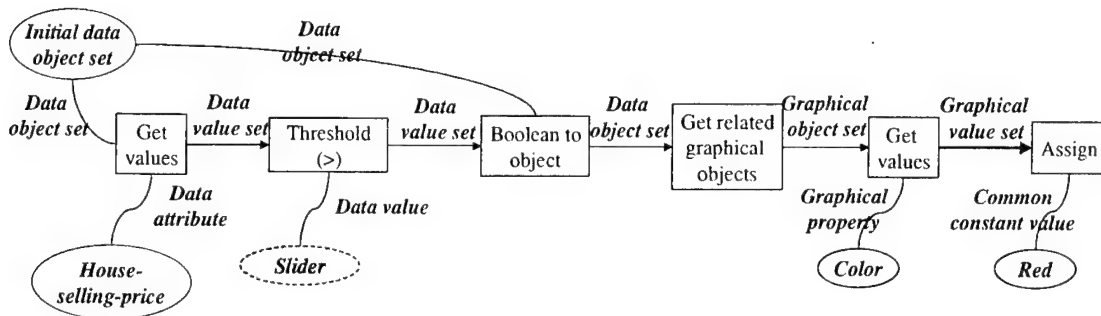 Initial data
object set
Data
object set
Data
object set
Get
values
Data
value set
Threshold
(>)
Data
value set
Boolean to
object
Data
object set
Get related
graphical
objects
Graphical
object set
Get
values
Graphical
value set
Assign
Data
attribute
Data value
Graphical
property
Common
constant value
House-
selling-price
Slider
Color
Red